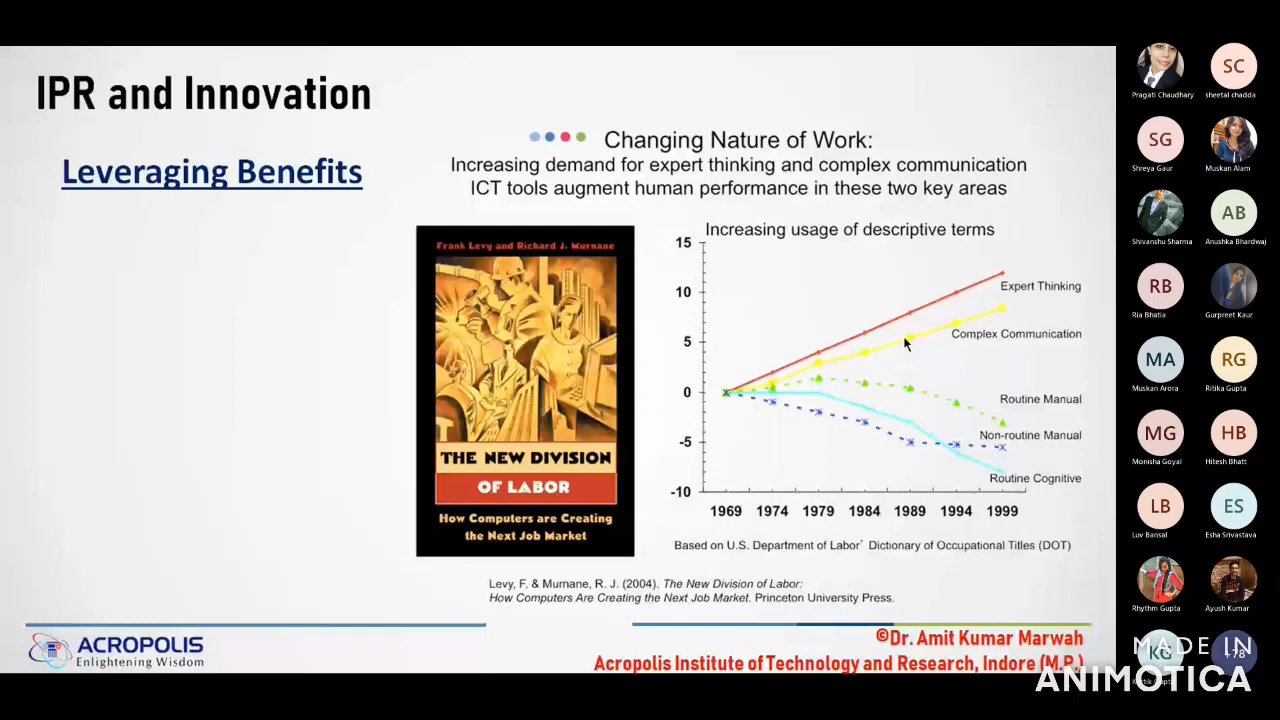 IPR and Innovation
Leveraging Benefits
Changing Nature of Work:
Increasing demand for expert thinking and complex communication
ICT tools augment human performance in these two key areas
Frank Levy and Richard J. Murnane
THE NEW DIVISION
OF LABOR
How Computers are Creating
the Next Job Market
Increasing usage of descriptive terms
15
10
5
0
-5
-10
Expert Thinking
Complex Communication
Routine Manual
Non-routine Manual
Routine Cognitive
1969 1974 1979 1984 1989 1994 1999
Based on U.S. Department of Labor' Dictionary of Occupational Titles (DOT)
Levy, F. & Murnane, R. J. (2004). The New Division of Labor:
How Computers Are Creating the Next Job Market. Princeton University Press.
ACROPOLIS
Enlightening Wisdom
©Dr. Amit Kumar Marwah
Acropolis Institute of Technology and Research, Indore (M.P.)
SC
Pragati Chaudhary sheetal chadda
SG
Shreya Gaur Muskan Alam
AB
Shivanshu Sharma Anushka Bhardwaj
RB
Ria Bhatia Gurpreet Kaur
MA RG
Muskan Arora Ritika Gupta
MG HB
Monisha Goyal Hitesh Bhatt
LB ES
Luv Bansal Esha Srivastava
Rhythm Gupta Ayush Kumar
KG +78
MADE IN
ANIMOTICA